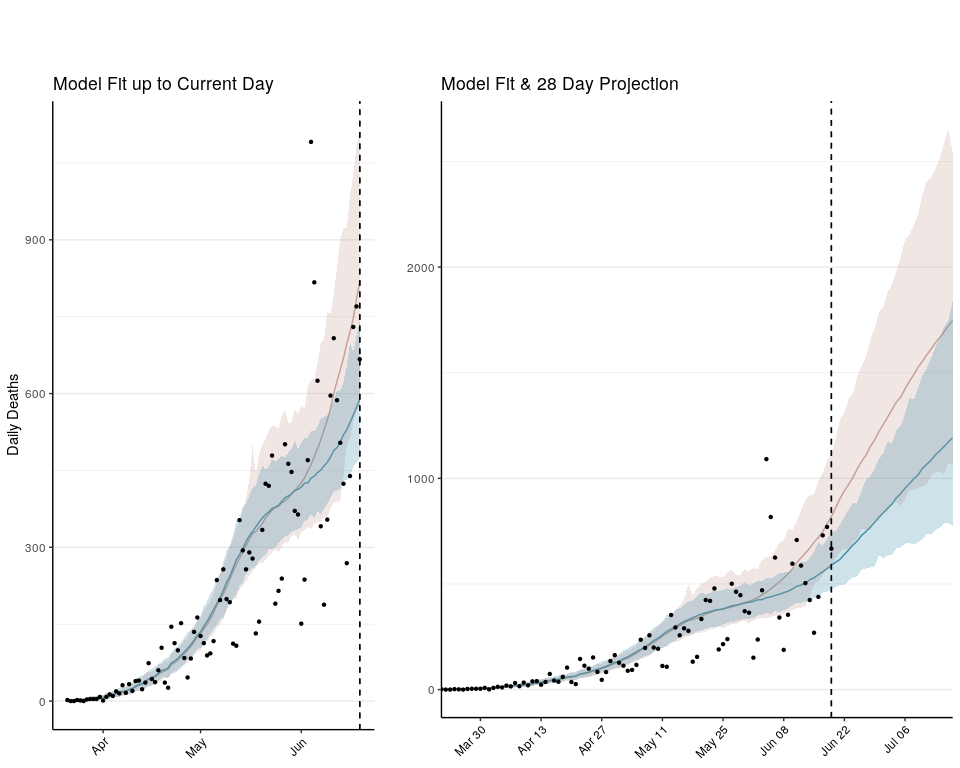 Model Fit up to Current Day
Daily Deaths
900
600
300
0
Apr
May
Jun
Model Fit & 28 Day Projection
2000
1000
0
Mar 30
Apr 13
Apr 27
May 11
May 25
Jun 08
Jun 22
Jul 06